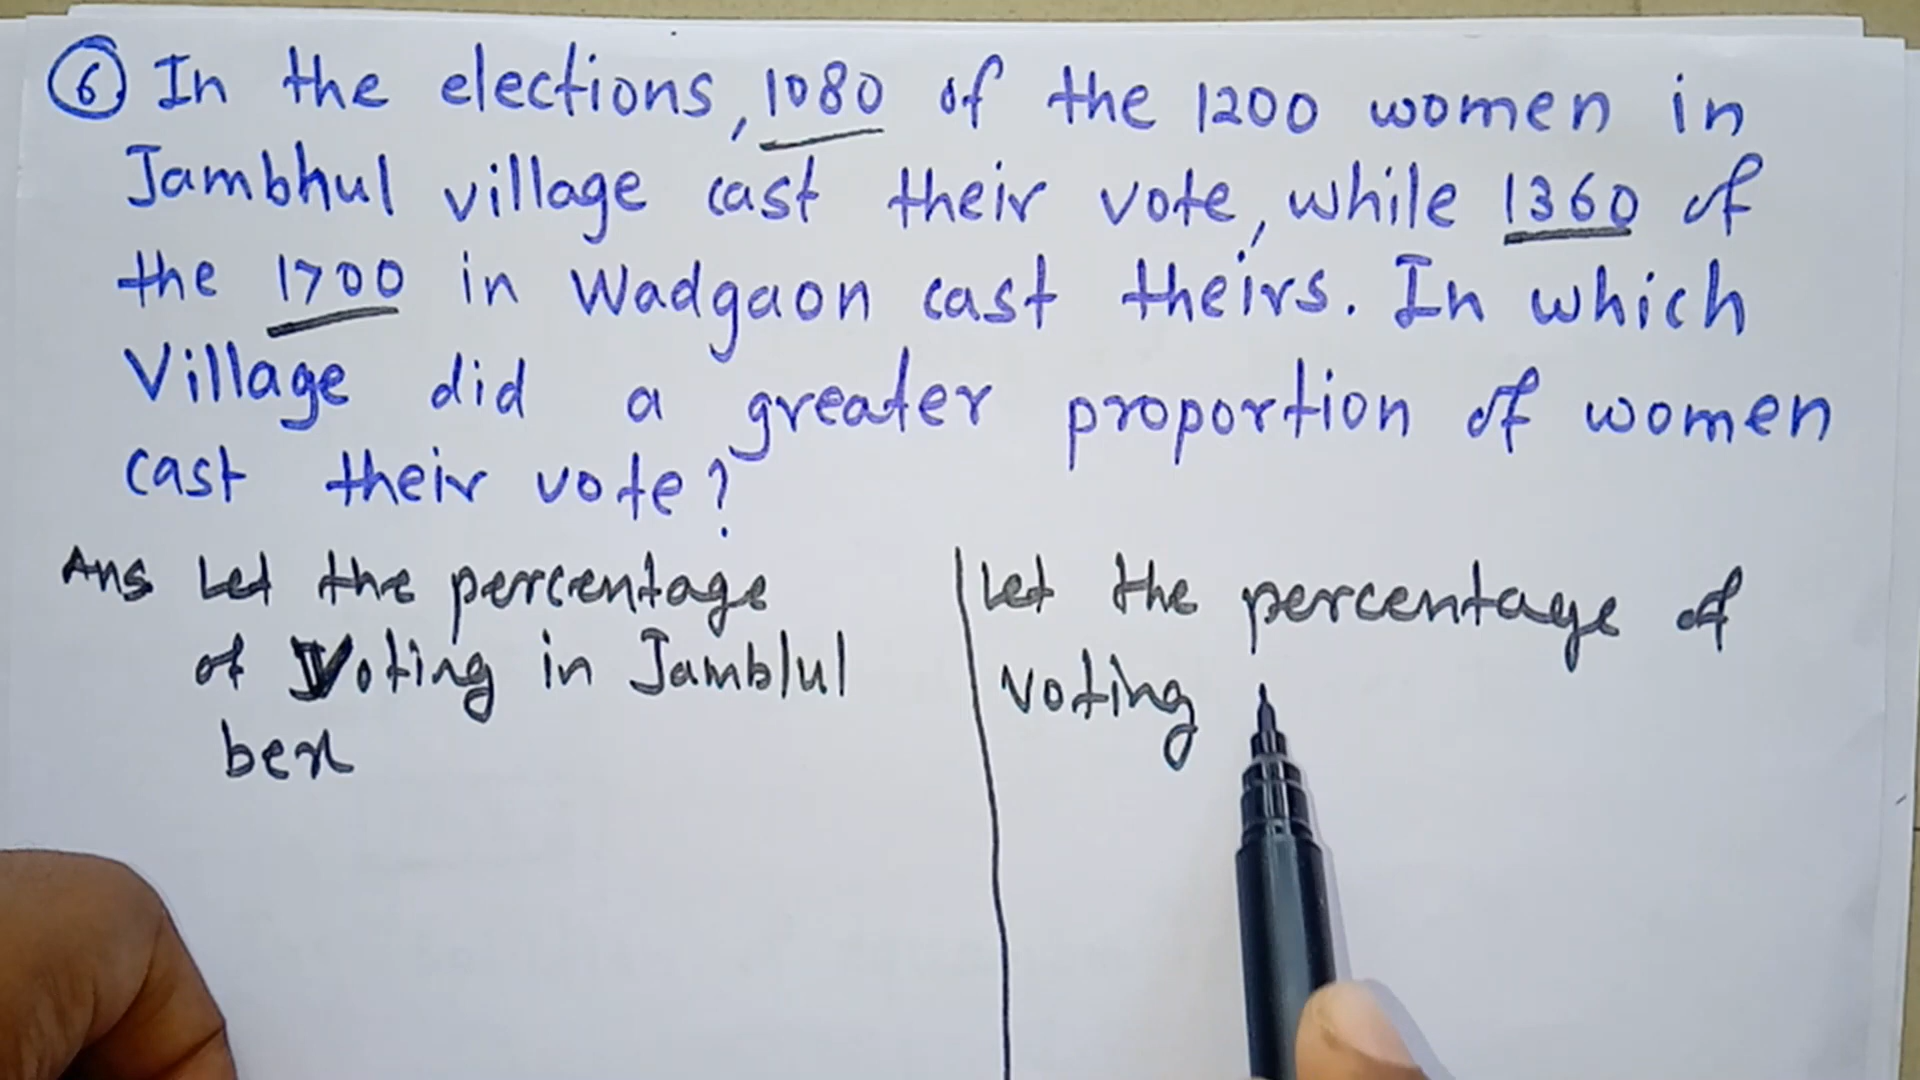 6 In the elections, 1080 of the 1200 women in
Jambhul village cast their vote, while 1360 of
the 1700 in Wadgaon cast theirs. In which
Village did a greater proportion of women
cast their vote?
Ans Let the percentage
of Voting in Jamblul
be x
Let the percentage of
voting